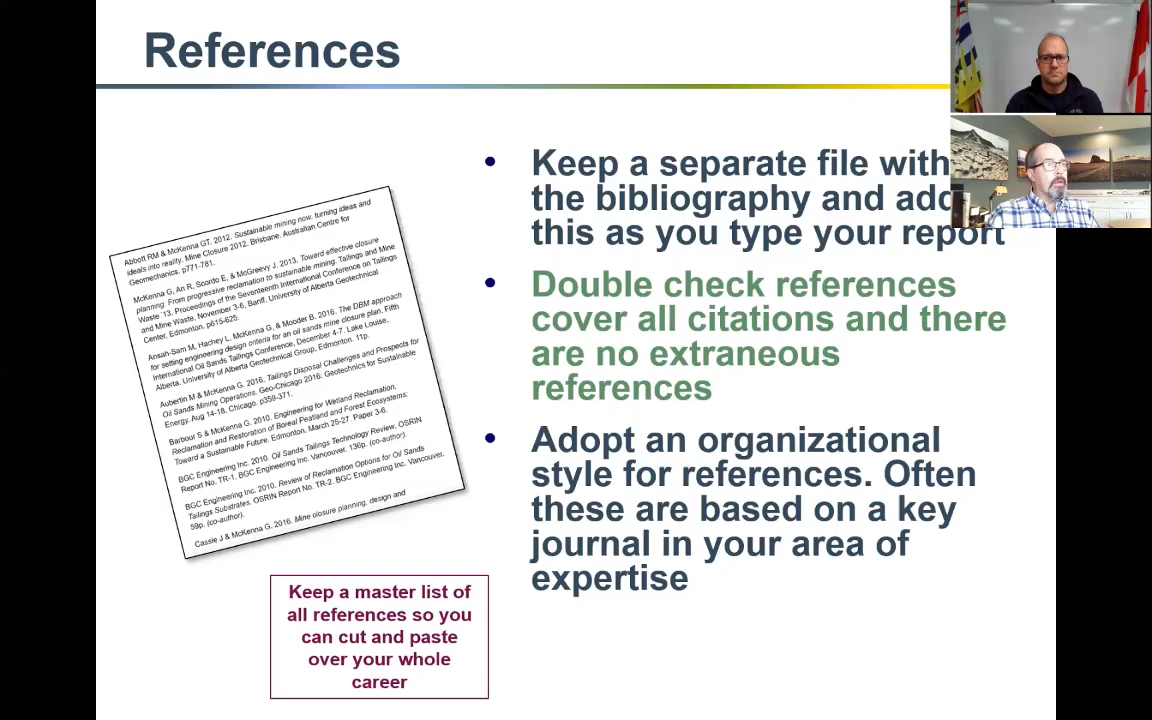 References
Keep a separate file with
the bibliography and add
this as you type your report
Double check references
cover all citations and there
are no extraneous
references
Adopt an organizational
style for references. Often
these are based on a key
journal in your area of
expertise
Abbott RM & McKenna GT. 2012. Sustainable mining now, turning ideas and
ideals into reality. Mine Closure 2012. Brisbane. Australian Centre for
Geomechanics. p771-781.
McKenna G, An R, Scordo E, & McGreevy J. 2013. Toward effective closure
planning: From progressive reclamation to sustainable mining. Tailings and Mine
Waste '13. Proceedings of the Seventeenth International Conference on Tailings
and Mine Waste, November 3-6, Banff. University of Alberta Geotechnical
Center, Edmonton. p615-625.
Ansah-Sam M, Hachey L, McKenna G, & Mooder B. 2016. The DBM approach
for setting engineering design criteria for an oil sands mine closure plan. Fifth
International Oil Sands Tailings Conference, December 4-7. Lake Louise,
Alberta. University of Alberta Geotechnical Group, Edmonton. 11p.
Aubertin M & McKenna G. 2016. Tailings Disposal Challenges and Prospects for
Oil Sands Mining Operations. Geo-Chicago 2016. Geotechnics for Sustainable
Energy. Aug 14-18, Chicago. p359-371.
Barbour S & McKenna G. 2010. Engineering for Wetland Reclamation,
Reclamation and Restoration of Boreal Peatland and Forest Ecosystems:
Toward a Sustainable Future. Edmonton. March 25-27. Paper 3-6.
BGC Engineering Inc. 2010. Oil Sands Tailings Technology Review. OSRIN
Report No. TR-1. BGC Engineering Inc. Vancouver. 136p. (co-author).
BGC Engineering Inc. 2010. Review of Reclamation Options for Oil Sands
Tailings Substrates. OSRIN Report No. TR-2. BGC Engineering Inc. Vancouver,
59p. (co-author).
Cassie J & McKenna G. 2016. Mine closure planning, design and
Keep a master list of
all references so you
can cut and paste
over your whole
career